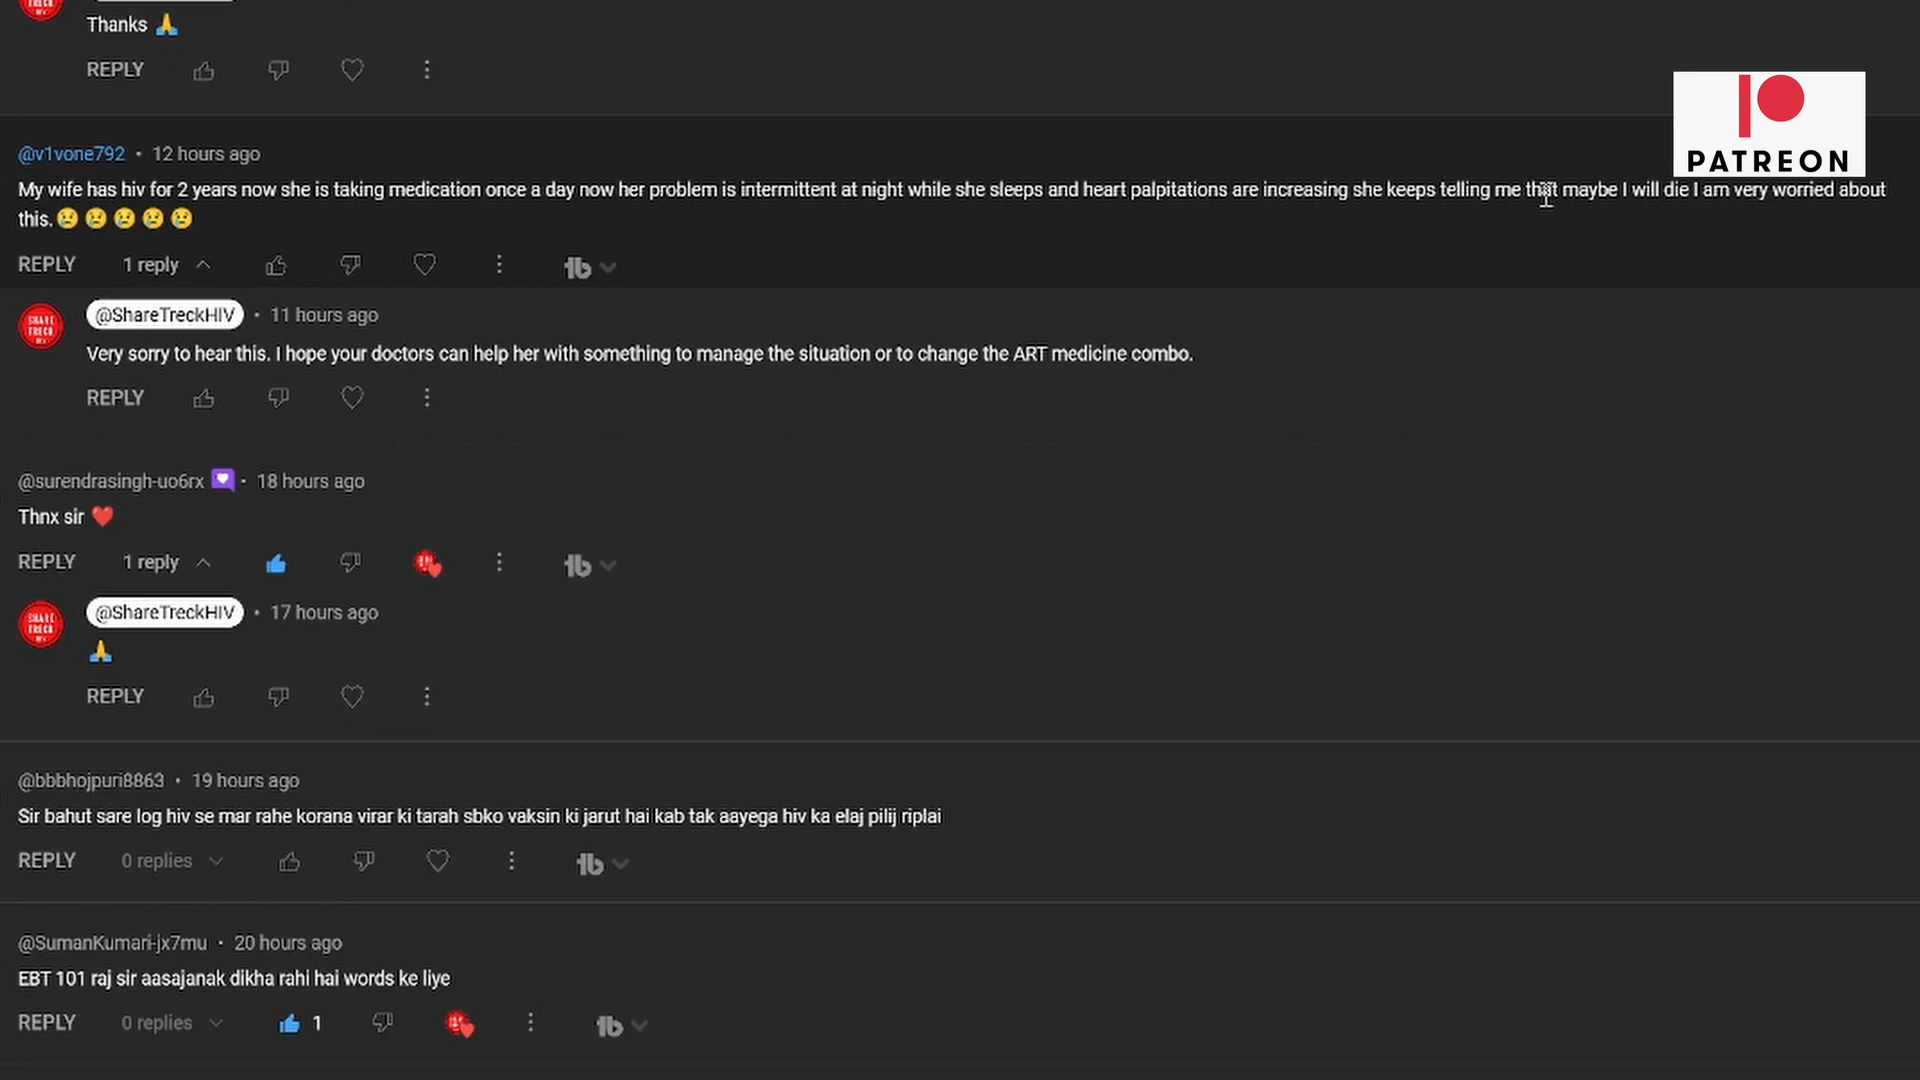 Thanks 🙏
REPLY
PATREON
@v1vone792 • 12 hours ago
My wife has hiv for 2 years now she is taking medication once a day now her problem is intermittent at night while she sleeps and heart palpitations are increasing she keeps telling me that maybe I will die I am very worried about
this. 😢 😢 😢 😢 😢
REPLY 1 reply
@ShareTreckHIV • 11 hours ago
Very sorry to hear this. I hope your doctors can help her with something to manage the situation or to change the ART medicine combo.
REPLY
@surendrasingh-uo6rx • 18 hours ago
Thnx sir ❤️
REPLY 1 reply
@ShareTreckHIV • 17 hours ago
🙏
REPLY
@bbbhojpuri8863 • 19 hours ago
Sir bahut sare log hiv se mar rahe korana virar ki tarah sbko vaksin ki jarut hai kab tak aayega hiv ka elaj pilij riplai
REPLY 0 replies
@SumanKumari-jx7mu • 20 hours ago
EBT 101 raj sir aasajanak dikha rahi hai words ke liye
REPLY 0 replies 1